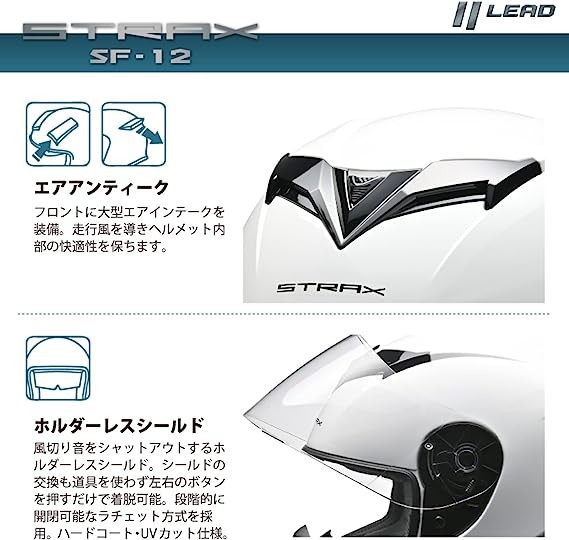 STRAX
SF-12
LEAD
エアアンティーク
フロントに大型エアインテークを
装備。走行風を導きヘルメット内
部の快適性を保ちます。
STRAX
ホルダーレスシールド
風切り音をシャットアウトするホ
ルダーレスシールド。シールドの
交換も道具を使わず左右のボタン
を押すだけで着脱可能。段階的に
開閉可能なラチェット方式を採
用。ハードコート・UVカット仕様。